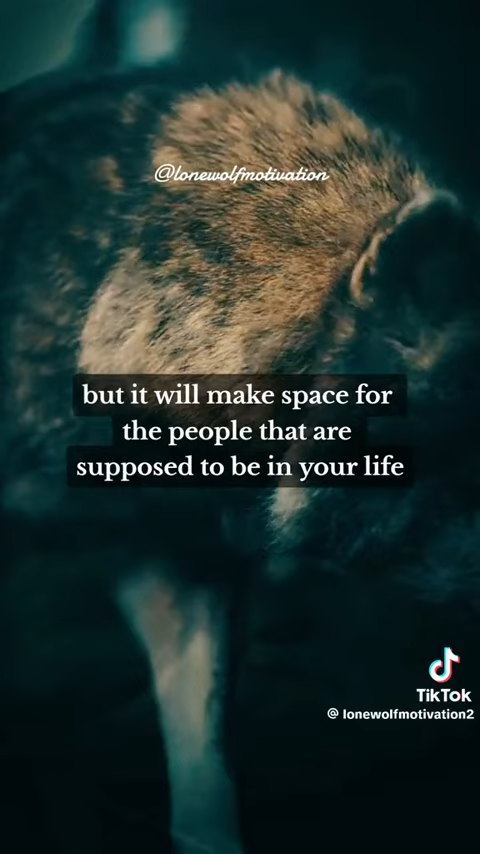 @lonewolfmotivation
but it will make space for
the people that are
supposed to be in your life
TikTok
@ lonewolfmotivation2